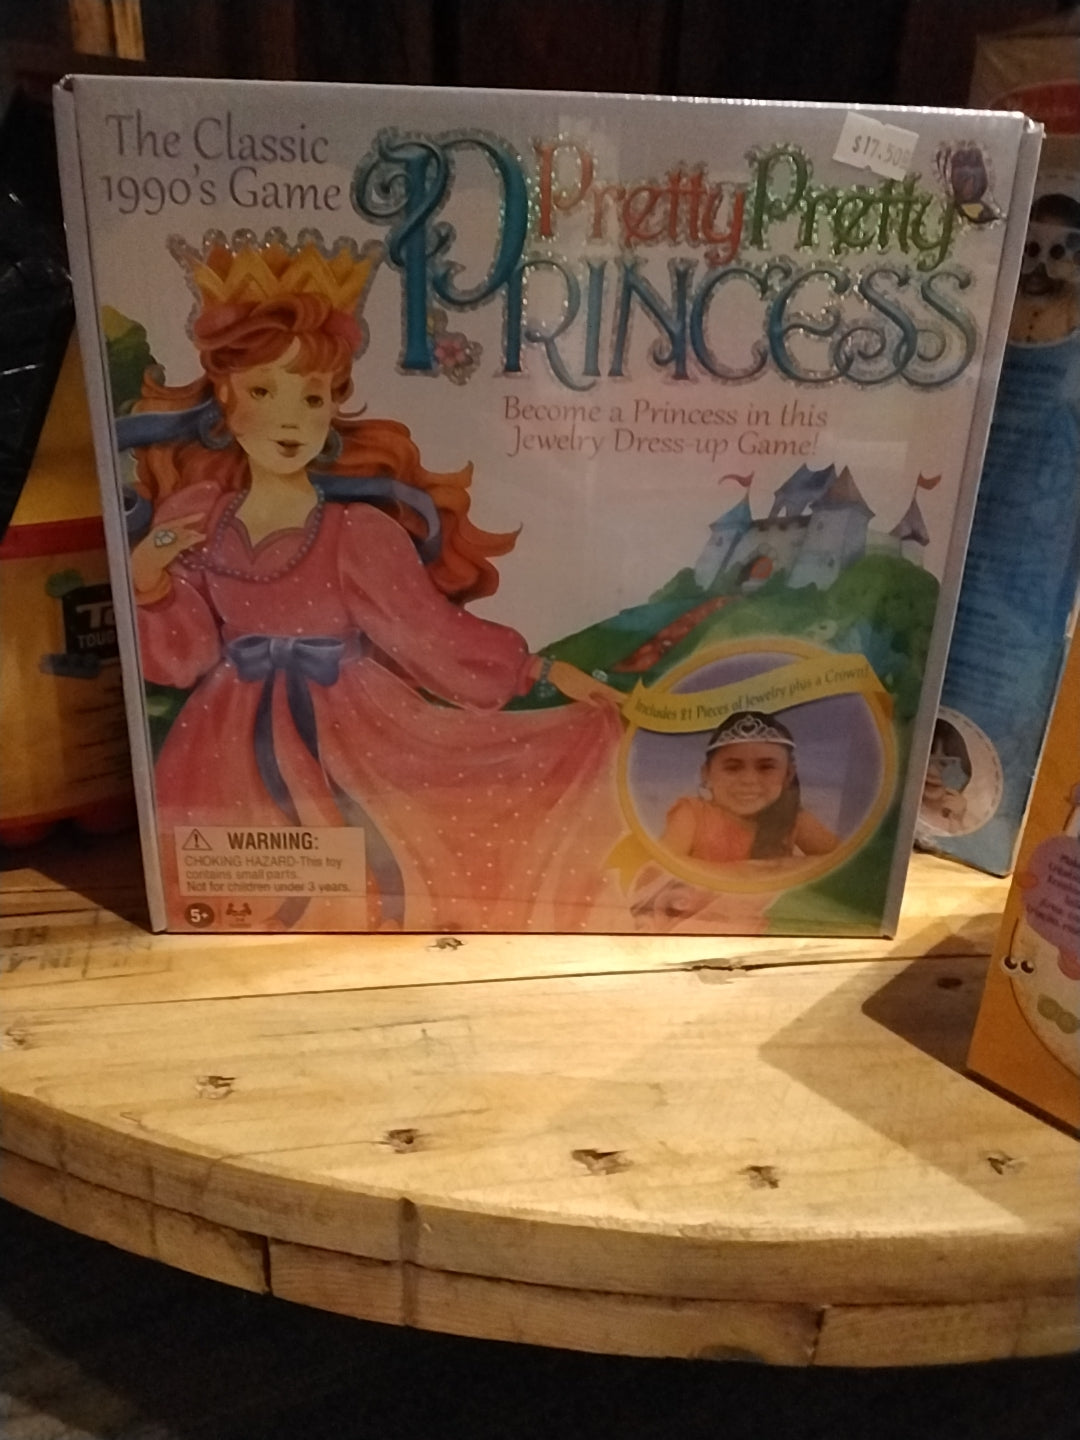 The Classic
1990's Game
Pretty Pretty
PRINCESS
$17.50
Become a Princess in this
Jewelry Dress-up Game!
Includes 21 Pieces of Jewelry plus a Crown!
WARNING:
CHOKING HAZARD-This toy
contains small parts.
Not for children under 3 years.
5+